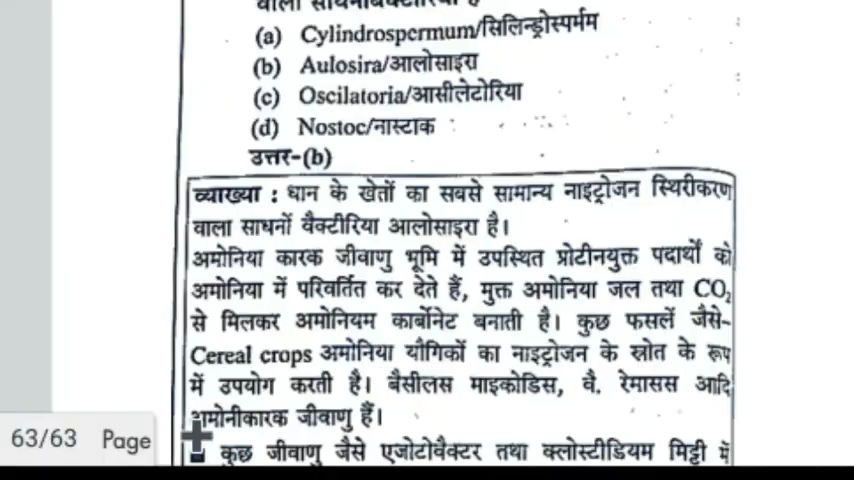 वाला सायनोबैक्टीरिया है
(a) Cylindrospermum/सिलिन्ड्रोस्पर्मम
(b) Aulosira/आलोसाइरा
(c) Oscilatoria/आसीलेटोरिया
(d) Nostoc/नास्टाक
उत्तर-(b)
व्याख्या : धान के खेतों का सबसे सामान्य नाइट्रोजन स्थिरीकरण
वाला साधनों वैक्टीरिया आलोसाइरा है।
अमोनिया कारक जीवाणु भूमि में उपस्थित प्रोटीनयुक्त पदार्थों को
अमोनिया में परिवर्तित कर देते हैं, मुक्त अमोनिया जल तथा CO₂
से मिलकर अमोनियम कार्बोनेट बनाती है। कुछ फसलें जैसे-
Cereal crops अमोनिया यौगिकों का नाइट्रोजन के स्रोत के रूप
में उपयोग करती है। बैसीलस माइकोडिस, वै. रेमासस आदि
अमोनीकारक जीवाणु हैं।
कुछ जीवाणु जैसे एजोटोवैक्टर तथा क्लोस्टीडियम मिट्टी में
63/63 Page